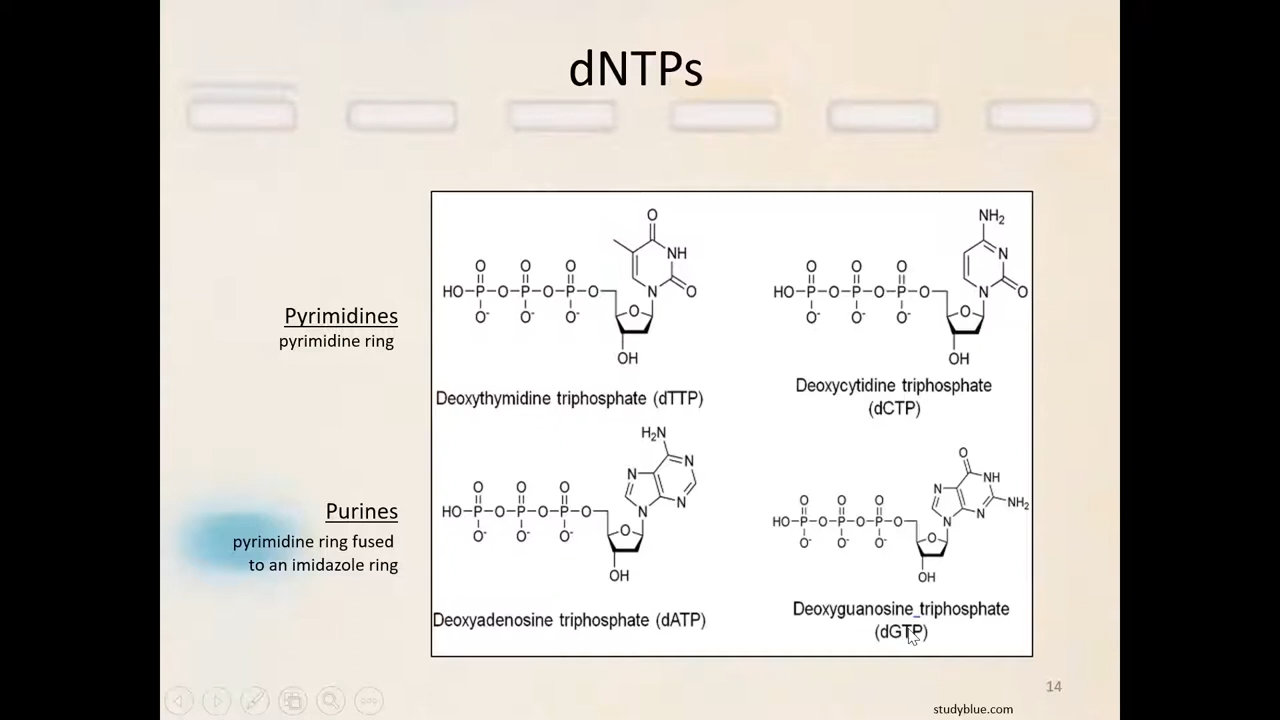 dNTPs
Pyrimidines
pyrimidine ring
Purines
pyrimidine ring fused
to an imidazole ring
O
NH
O
N
O O O
HO-P-O-P-O-P-O
O- O- O-
O
OH
Deoxythymidine triphosphate (dTTP)
NH2
N
O
N
O O O
HO-P-O-P-O-P-O
O- O- O-
O
OH
Deoxycytidine triphosphate
(dCTP)
H2N
N
N
N
N
O O O
HO-P-O-P-O-P-O
O- O- O-
O
OH
Deoxyadenosine triphosphate (dATP)
O
NH
N
NH2
N
N
O O O
HO-P-O-P-O-P-O
O- O- O-
O
OH
Deoxyguanosine_triphosphate
(dGTP)
14
studyblue.com